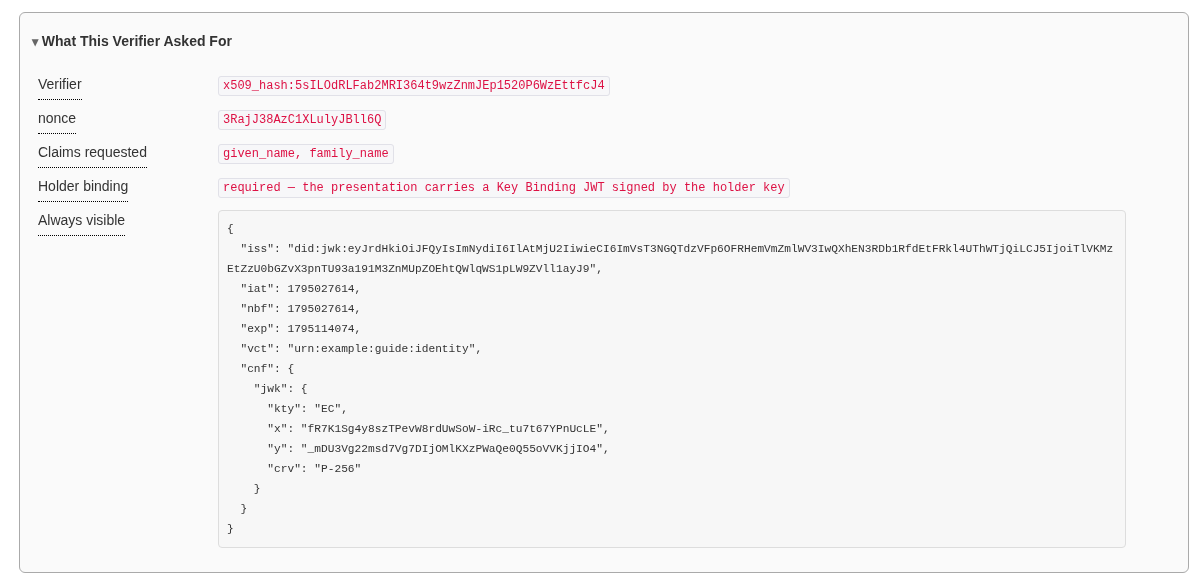 ▾ What This Verifier Asked For
Verifier
x509_hash:5sILOdRLFab2MRI364t9wzZnmJEp1520P6WzEttfcJ4
nonce
3RajJ38AzC1XLulyJBll6Q
Claims requested
given_name, family_name
Holder binding
required — the presentation carries a Key Binding JWT signed by the holder key
Always visible
{
  "iss": "did:jwk:eyJrdHkiOiJFQyIsImNydiI6IlAtMjU2IiwieCI6ImVsT3NGQTdzVFp6OFRHemVmZmlWV3IwQXhEN3RDb1RfdEtFRkl4UThWTjQiLCJ5IjoiTlVKMz
EtZzU0bGZvX3pnTU93a191M3ZnMUpZOEhtQWlqWS1pLW9ZVll1ayJ9",
  "iat": 1795027614,
  "nbf": 1795027614,
  "exp": 1795114074,
  "vct": "urn:example:guide:identity",
  "cnf": {
    "jwk": {
      "kty": "EC",
      "x": "fR7K1Sg4y8szTPevW8rdUwSoW-iRc_tu7t67YPnUcLE",
      "y": "_mDU3Vg22msd7Vg7DIjOMlKXzPWaQe0Q55oVVKjjIO4",
      "crv": "P-256"
    }
  }
}